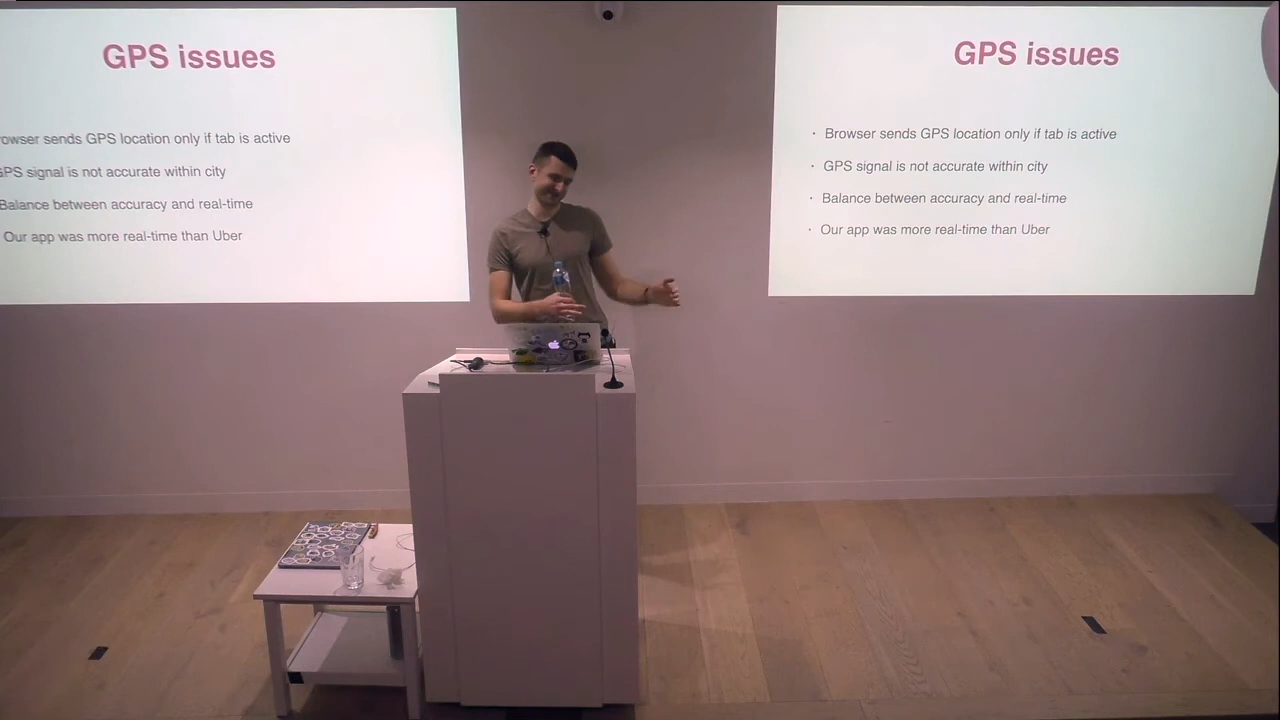 GPS issues
rowser sends GPS location only if tab is active
GPS signal is not accurate within city
Balance between accuracy and real-time
Our app was more real-time than Uber
GPS issues
· Browser sends GPS location only if tab is active
· GPS signal is not accurate within city
· Balance between accuracy and real-time
· Our app was more real-time than Uber